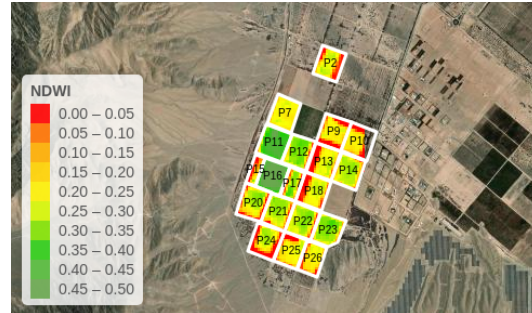 NDWI
0.00 – 0.05
0.05 – 0.10
0.10 – 0.15
0.15 – 0.20
0.20 – 0.25
0.25 – 0.30
0.30 – 0.35
0.35 – 0.40
0.40 – 0.45
0.45 – 0.50
P2
P7
P9
P10
P11
P12
P13
P14
P15
P16
P17
P18
P20
P21
P22
P23
P24
P25
P26